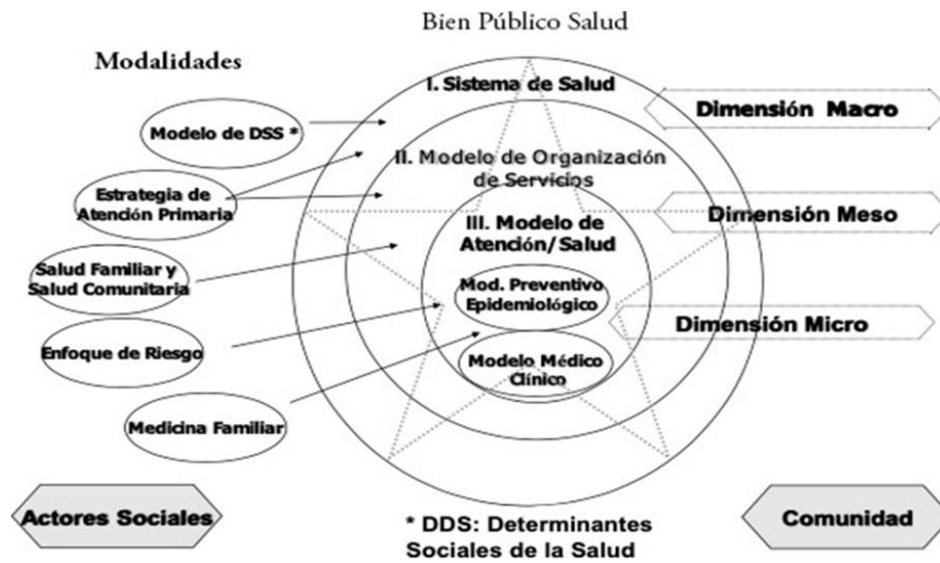 Bien Público Salud
Modalidades
I. Sistema de Salud
Dimensión Macro
Modelo de DSS *
II. Modelo de Organización
de Servicios
Estrategia de
Atención Primaria
Dimensión Meso
III. Modelo de
Atención/Salud
Salud Familiar y
Salud Comunitaria
Mod. Preventivo
Epidemiológico
Dimensión Micro
Enfoque de Riesgo
Modelo Médico
Clínico
Medicina Familiar
Actores Sociales
* DDS: Determinantes
Sociales de la Salud
Comunidad